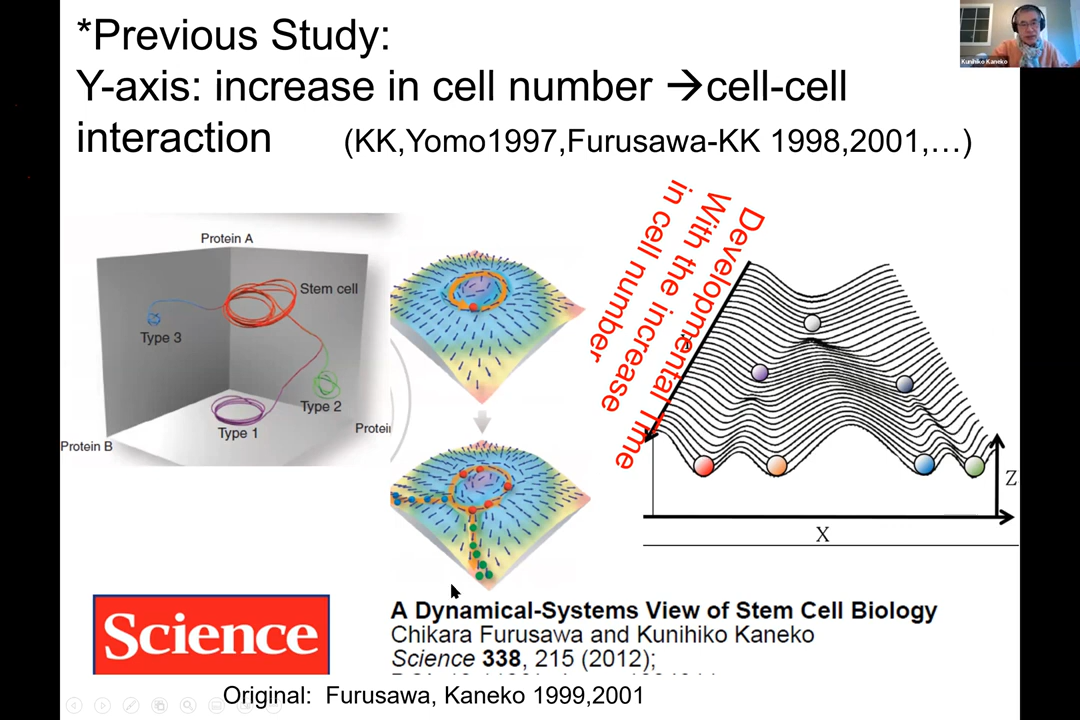 *Previous Study:
Y-axis: increase in cell number →cell-cell
interaction (KK,Yomo1997,Furusawa-KK 1998,2001,…)
Kunihiko Kaneko
Protein A
Stem cell
Type 3
Type 2
Type 1
Protein B
Protei
Developmental Time
With the increase
in cell number
Z
X
Science
A Dynamical-Systems View of Stem Cell Biology
Chikara Furusawa and Kunihiko Kaneko
Science 338, 215 (2012);
Original: Furusawa, Kaneko 1999,2001